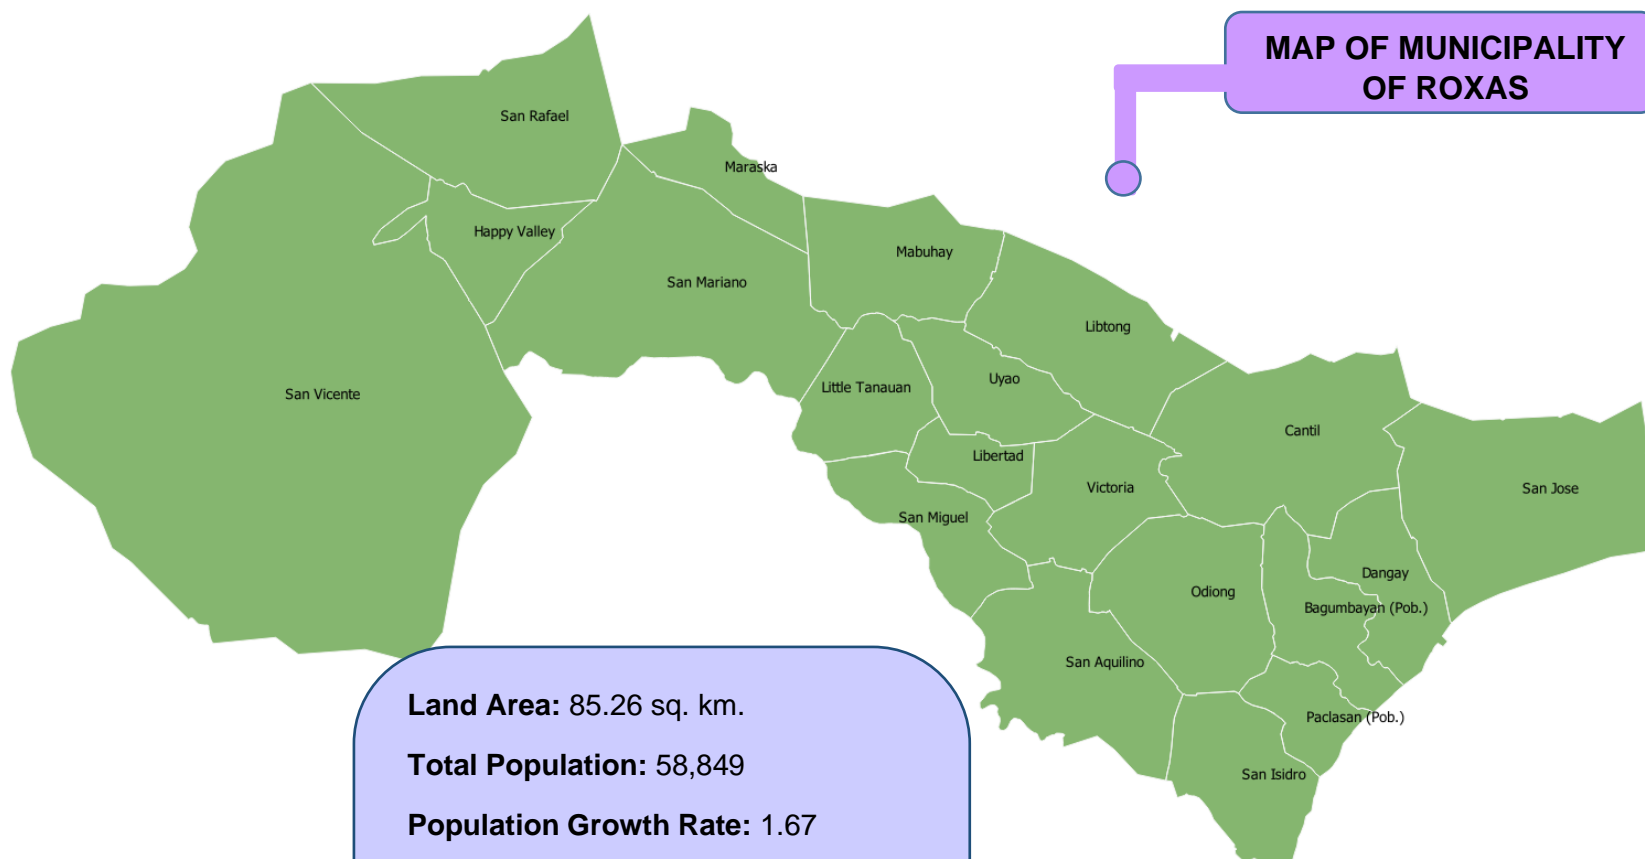 MAP OF MUNICIPALITY
OF ROXAS
San Rafael
Maraska
Happy Valley
Mabuhay
San Mariano
Libtong
San Vicente
Little Tanauan
Uyao
Cantil
Libertad
Victoria
San Jose
San Miguel
Dangay
Odiong
Bagumbayan (Pob.)
San Aquilino
Paclasan (Pob.)
San Isidro
Land Area: 85.26 sq. km.
Total Population: 58,849
Population Growth Rate: 1.67